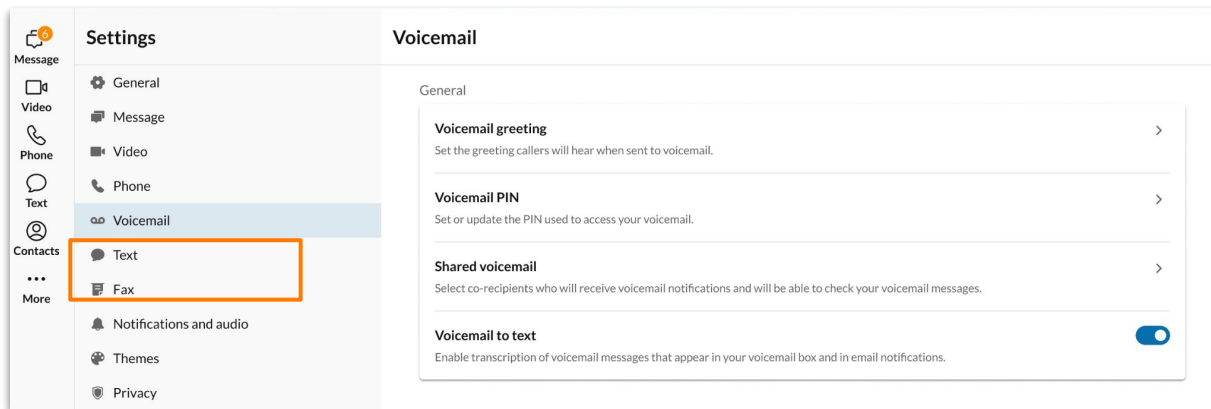 6
Message
Video
Phone
Text
Contacts
More
Settings
General
Message
Video
Phone
Voicemail
Text
Fax
Notifications and audio
Themes
Privacy
Voicemail
General
Voicemail greeting
Set the greeting callers will hear when sent to voicemail.
Voicemail PIN
Set or update the PIN used to access your voicemail.
Shared voicemail
Select co-recipients who will receive voicemail notifications and will be able to check your voicemail messages.
Voicemail to text
Enable transcription of voicemail messages that appear in your voicemail box and in email notifications.